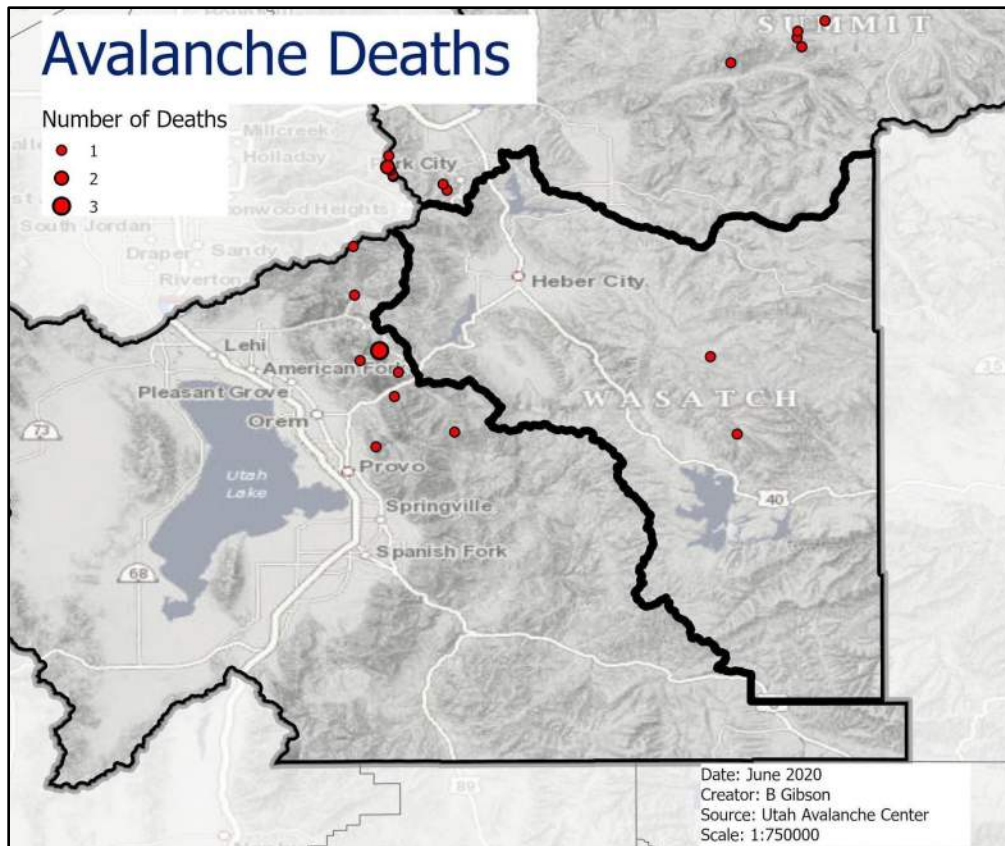 Avalanche Deaths
SUMMIT
Number of Deaths
1
2
3
Millcreek
Holladay
Park City
onwood Heights
South Jordan
Draper
Sandy
Riverton
Heber City
Lehi
American Fork
Pleasant Grove
WASATCH
Orem
73
Provo
Utah
Lake
40
Springville
Spanish Fork
68
89
Date: June 2020
Creator: B Gibson
Source: Utah Avalanche Center
Scale: 1:750000